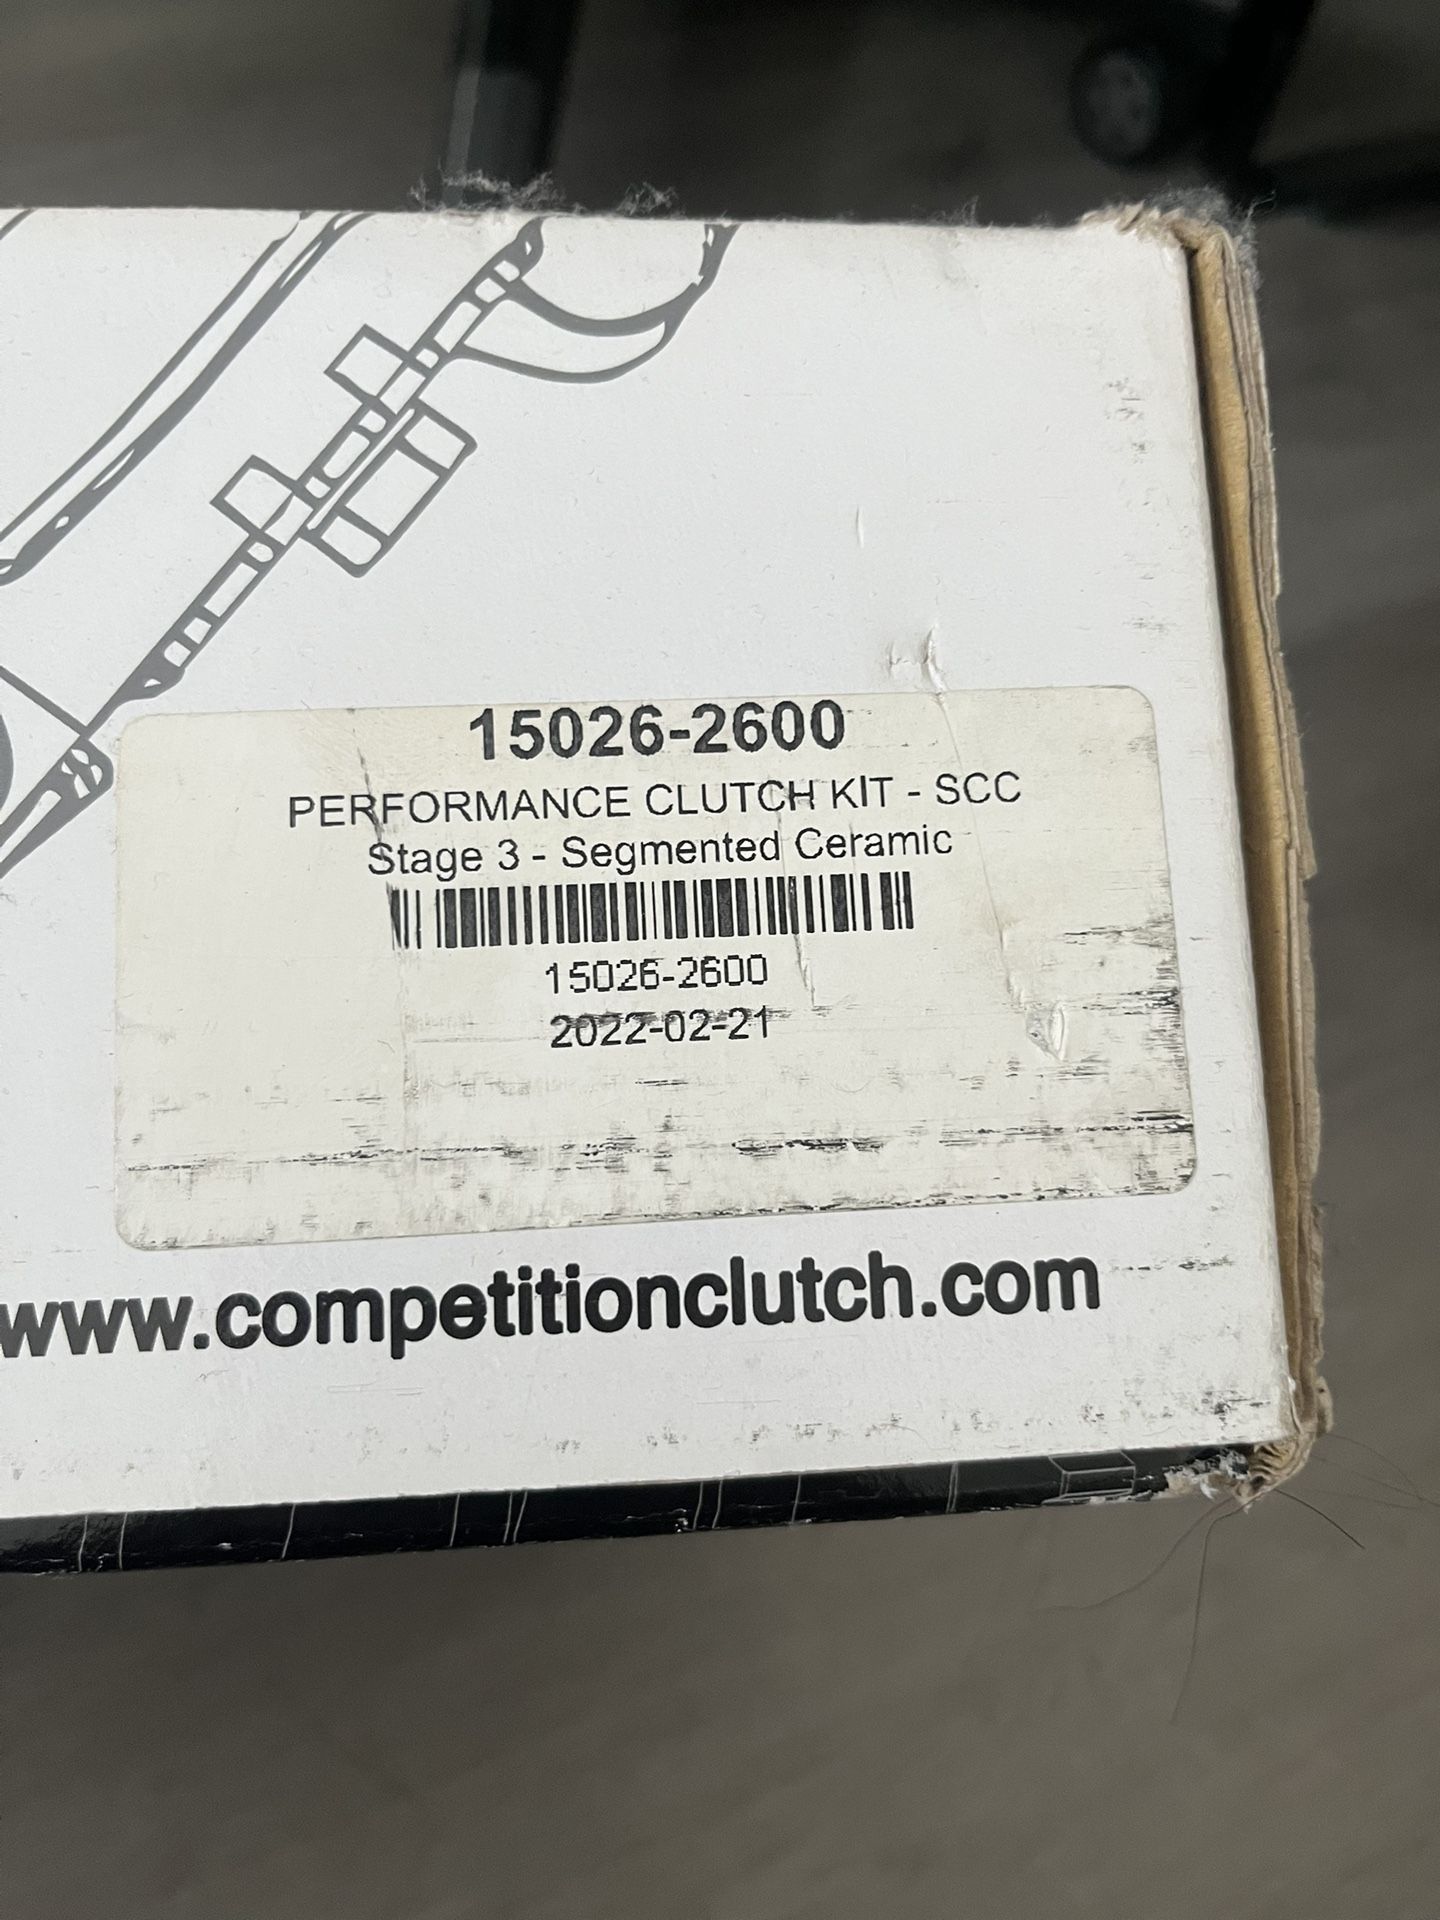 15026-2600
PERFORMANCE CLUTCH KIT - SCC
Stage 3 - Segmented Ceramic
15026-2600
2022-02-21
www.competitionclutch.com